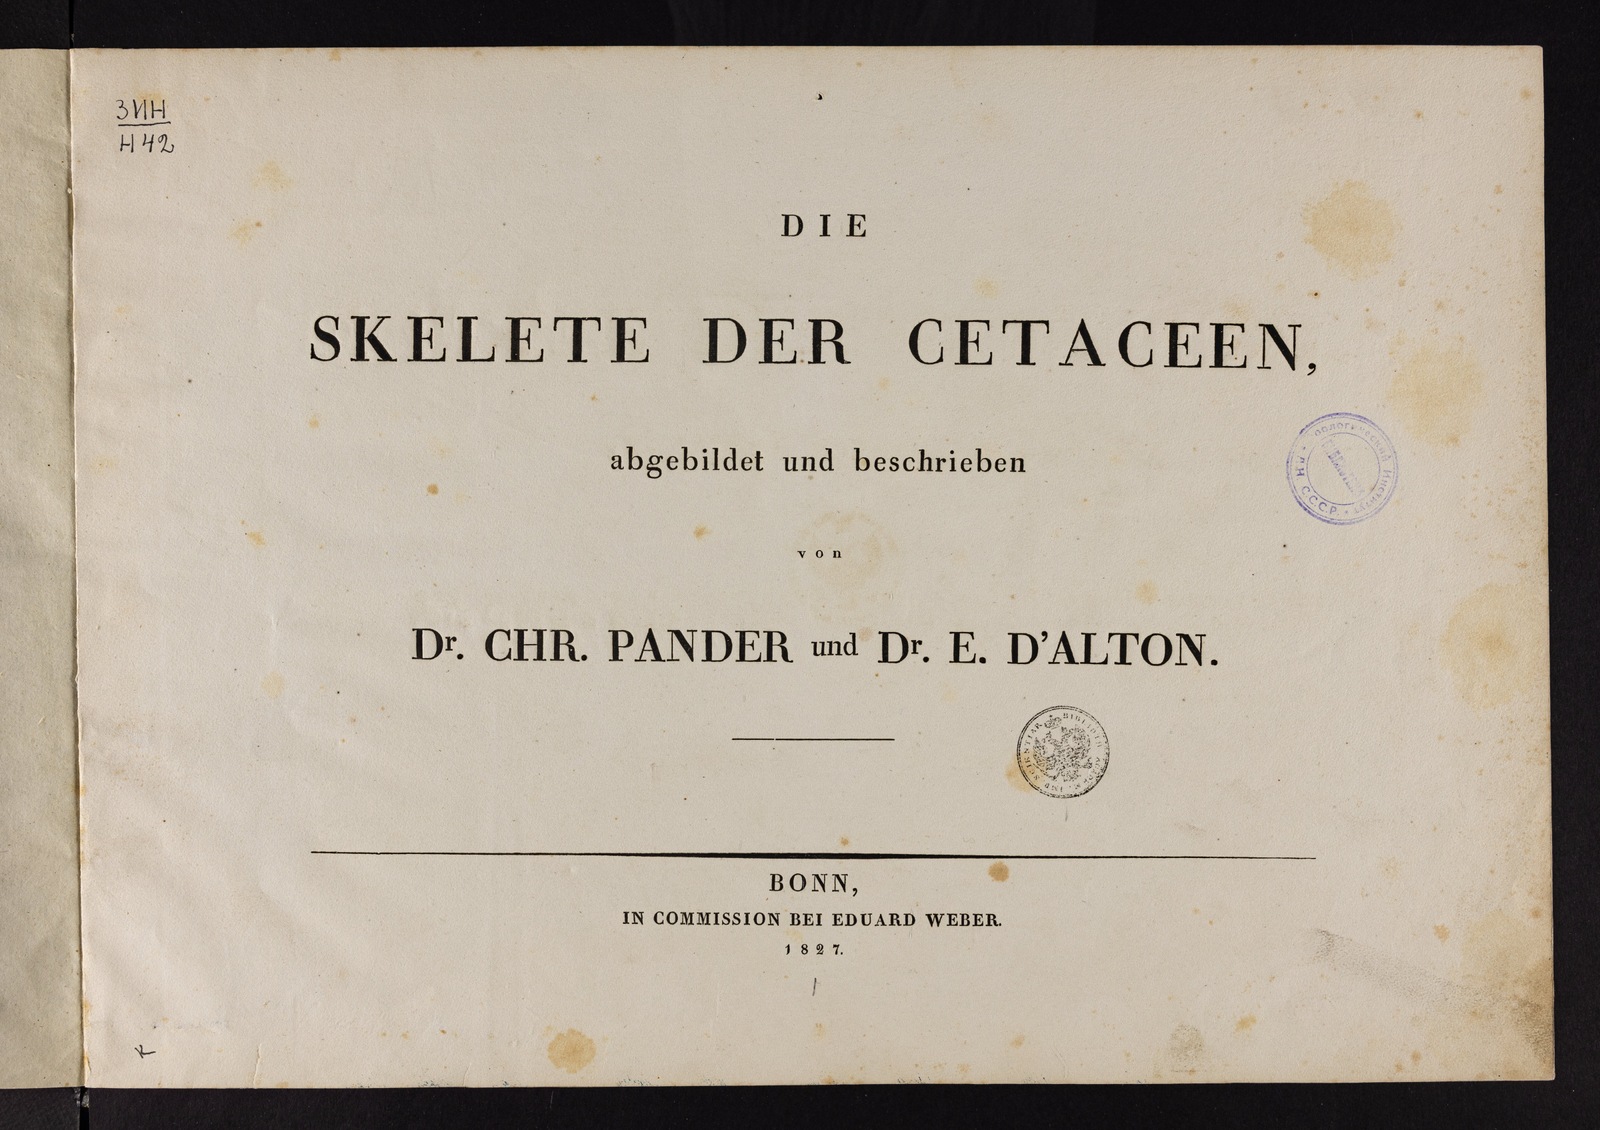 ЗИН
H 42
DIE
SKELETE DER CETACEEN,
abgebildet und beschrieben
von
Dr. CHR. PANDER und Dr. E. D'ALTON.
BONN,
IN COMMISSION BEI EDUARD WEBER.
1827.